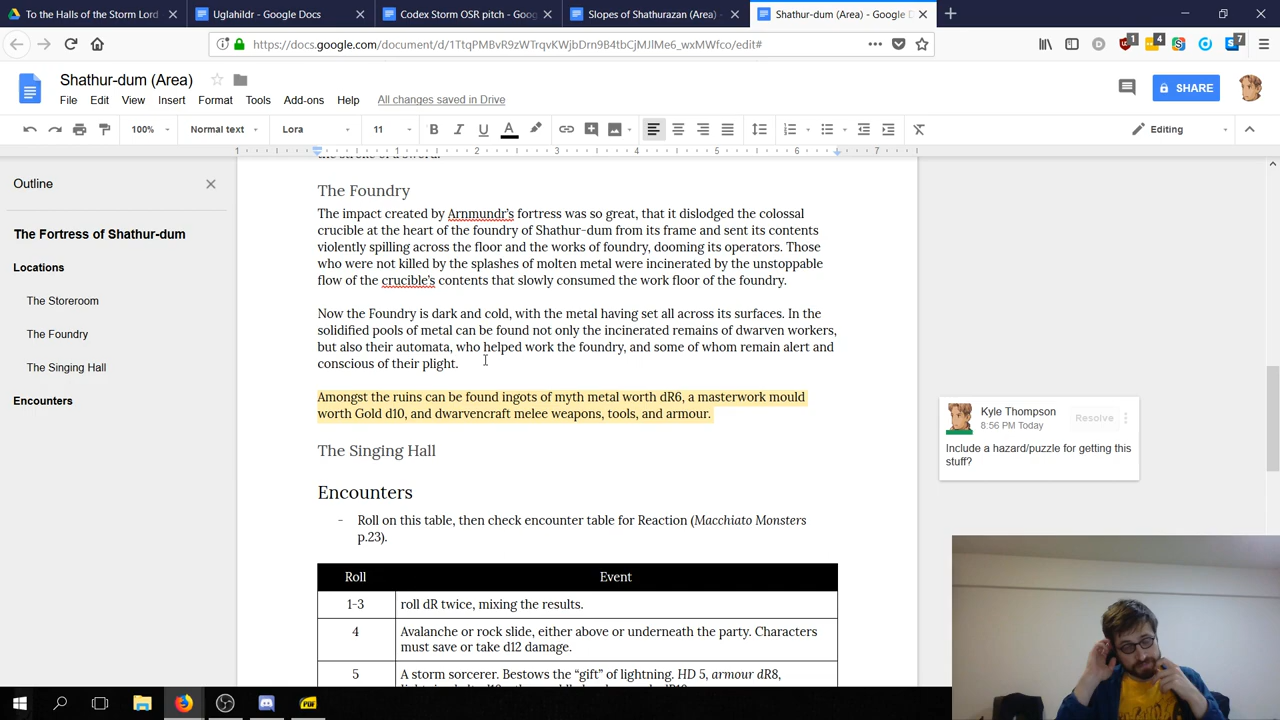 To the Halls of the Storm Lord
Uglahildr - Google Docs
Codex Storm OSR pitch - Goog
Slopes of Shathurazan (Area) -
Shathur-dum (Area) - Google D
Shathur-dum (Area)
File Edit View Insert Format Tools Add-ons Help All changes saved in Drive
SHARE
100% Normal text Lora 11 Editing
1 1 2 3 4 5 6 7
Outline
The Fortress of Shathur-dum
Locations
The Storeroom
The Foundry
The Singing Hall
Encounters
The Foundry
The impact created by Arnmundr's fortress was so great, that it dislodged the colossal
crucible at the heart of the foundry of Shathur-dum from its frame and sent its contents
violently spilling across the floor and the works of foundry, dooming its operators. Those
who were not killed by the splashes of molten metal were incinerated by the unstoppable
flow of the crucible's contents that slowly consumed the work floor of the foundry.
Now the Foundry is dark and cold, with the metal having set all across its surfaces. In the
solidified pools of metal can be found not only the incinerated remains of dwarven workers,
but also their automata, who helped work the foundry, and some of whom remain alert and
conscious of their plight.
Amongst the ruins can be found ingots of myth metal worth dR6, a masterwork mould
worth Gold d10, and dwarvencraft melee weapons, tools, and armour.
Kyle Thompson
8:56 PM Today
Resolve
Include a hazard/puzzle for getting this
stuff?
The Singing Hall
Encounters
- Roll on this table, then check encounter table for Reaction (Macchiato Monsters
p.23).
Roll Event
1-3 roll dR twice, mixing the results.
4 Avalanche or rock slide, either above or underneath the party. Characters
must save or take d12 damage.
5 A storm sorcerer. Bestows the “gift” of lightning. HD 5, armour dR8,
PDF